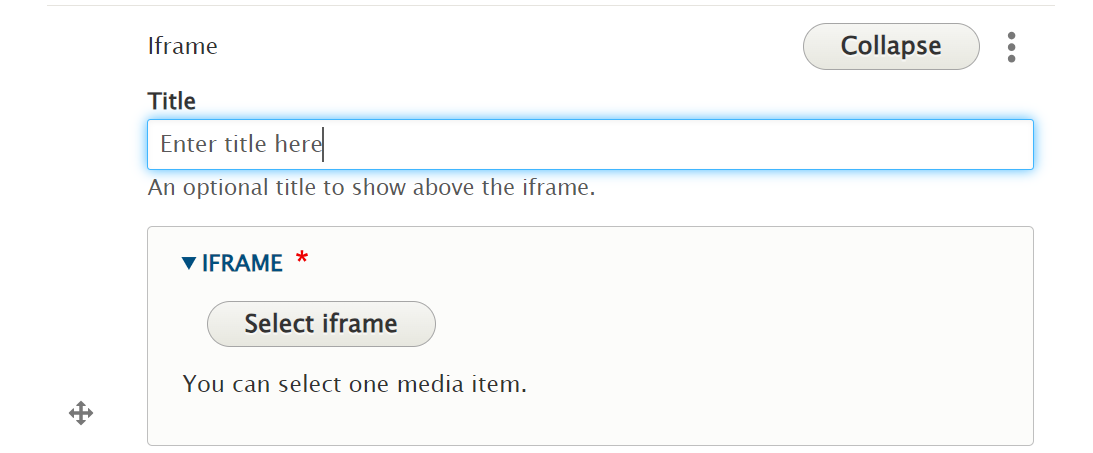 Iframe
Collapse
Title
Enter title here
An optional title to show above the iframe.
IFRAME *
Select iframe
You can select one media item.